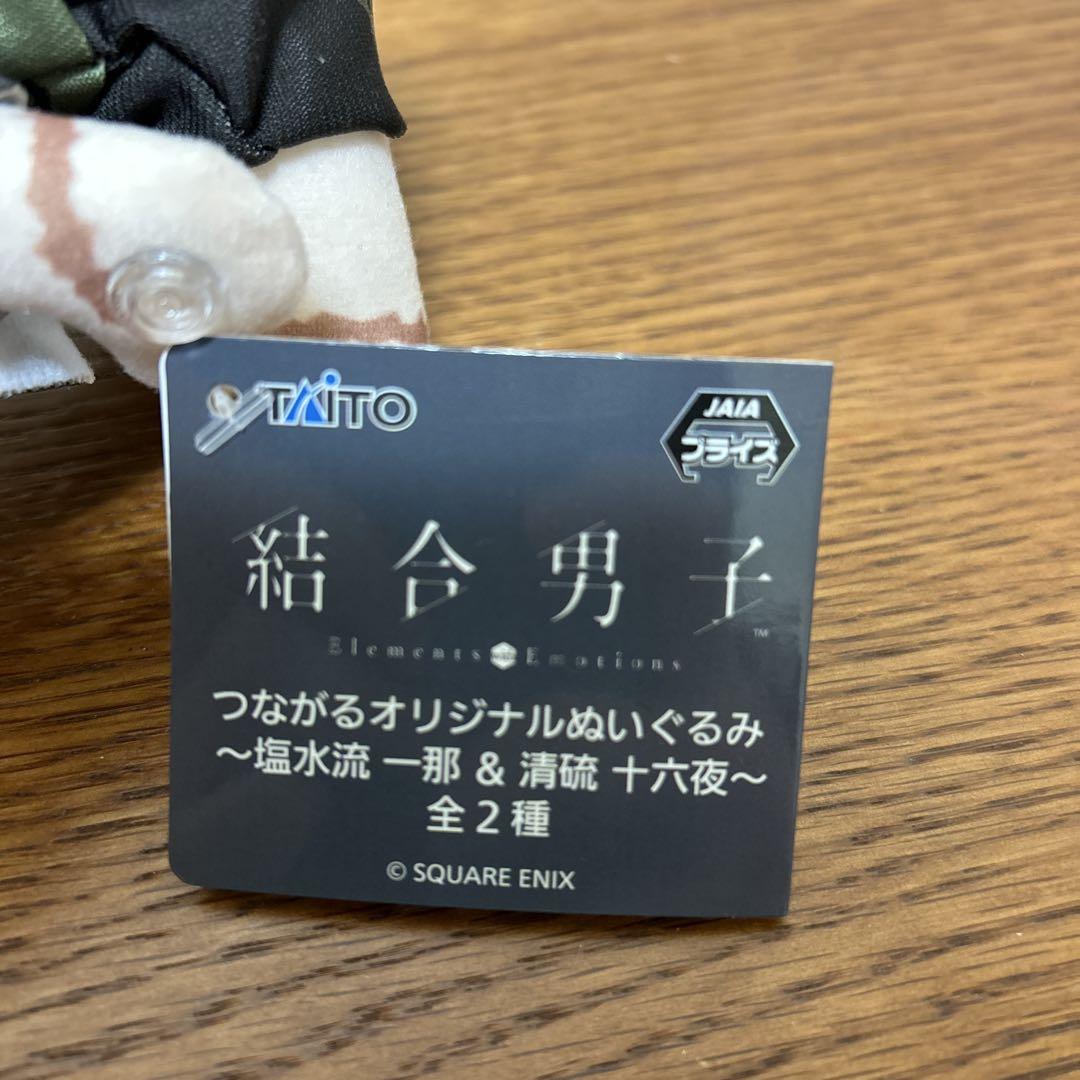 TAITO
JAIA
プライズ
結合男子
TM
Elements Emotions
つながるオリジナルぬいぐるみ
～塩水流 一那 & 清硫 十六夜～
全2種
© SQUARE ENIX